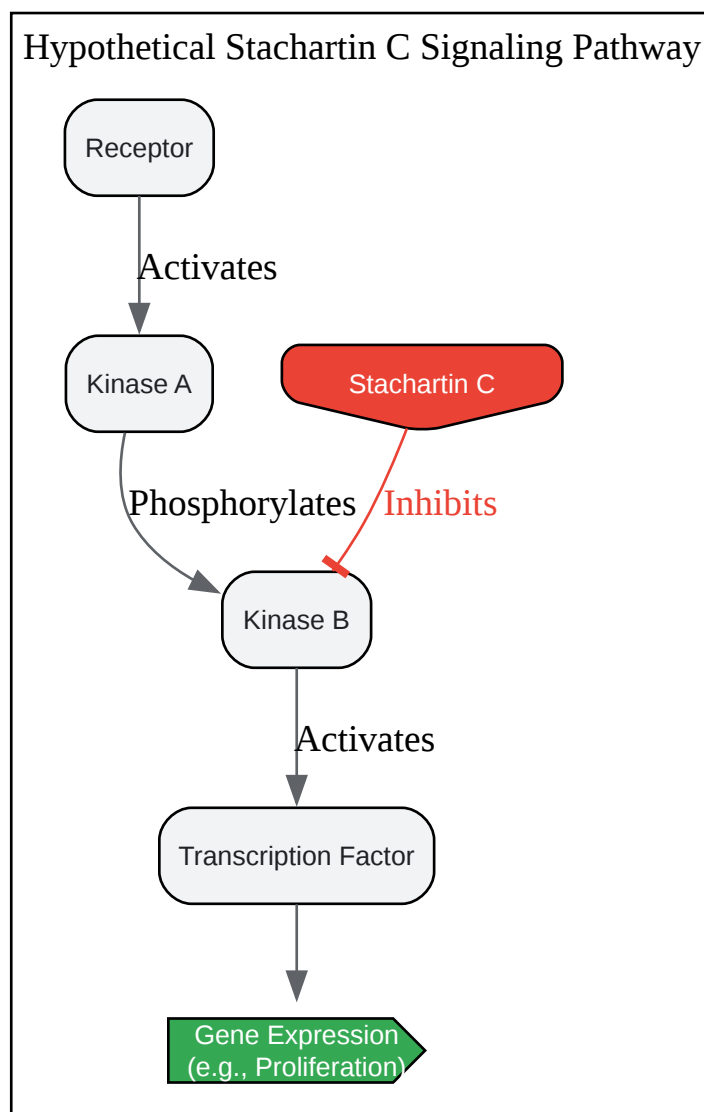 Hypothetical Stachartin C Signaling Pathway
Receptor
Activates
Kinase A
Stachartin C
Phosphorylates
Inhibits
Kinase B
Activates
Transcription Factor
Gene Expression
(e.g., Proliferation)